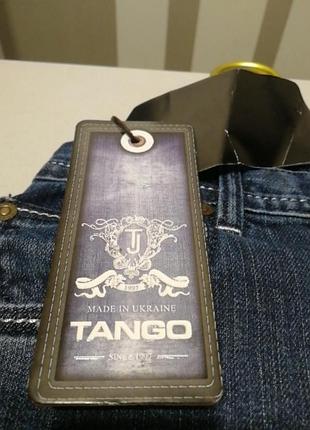 TJ
1997
MADE IN UKRAINE
TANGO
SINCE 1997